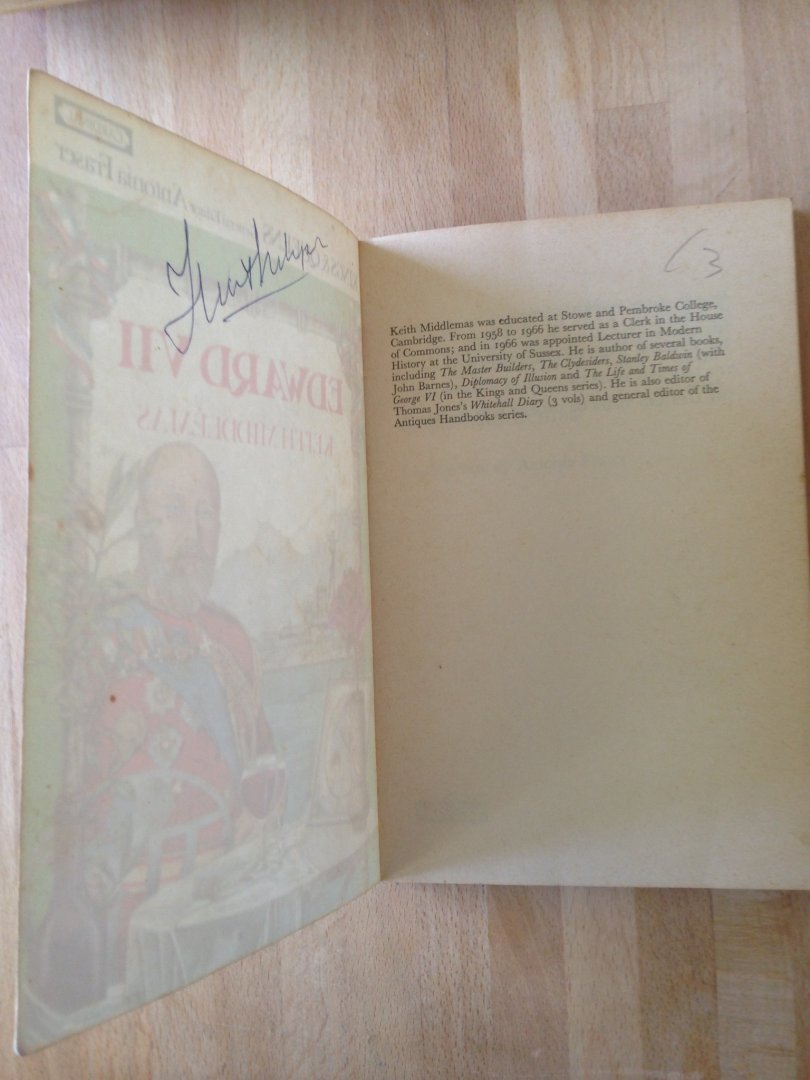 KINGS & QUEENS General Editor Antonia Fraser
EDWARD VII
KEITH MIDDLEMAS
£3
Keith Middlemas was educated at Stowe and Pembroke College,
Cambridge. From 1958 to 1966 he served as a Clerk in the House
of Commons; and in 1966 was appointed Lecturer in Modern
History at the University of Sussex. He is author of several books,
including The Master Builders, The Clydesiders, Stanley Baldwin (with
John Barnes), Diplomacy of Illusion and The Life and Times of
George VI (in the Kings and Queens series). He is also editor of
Thomas Jones's Whitehall Diary (3 vols) and general editor of the
Antiques Handbooks series.